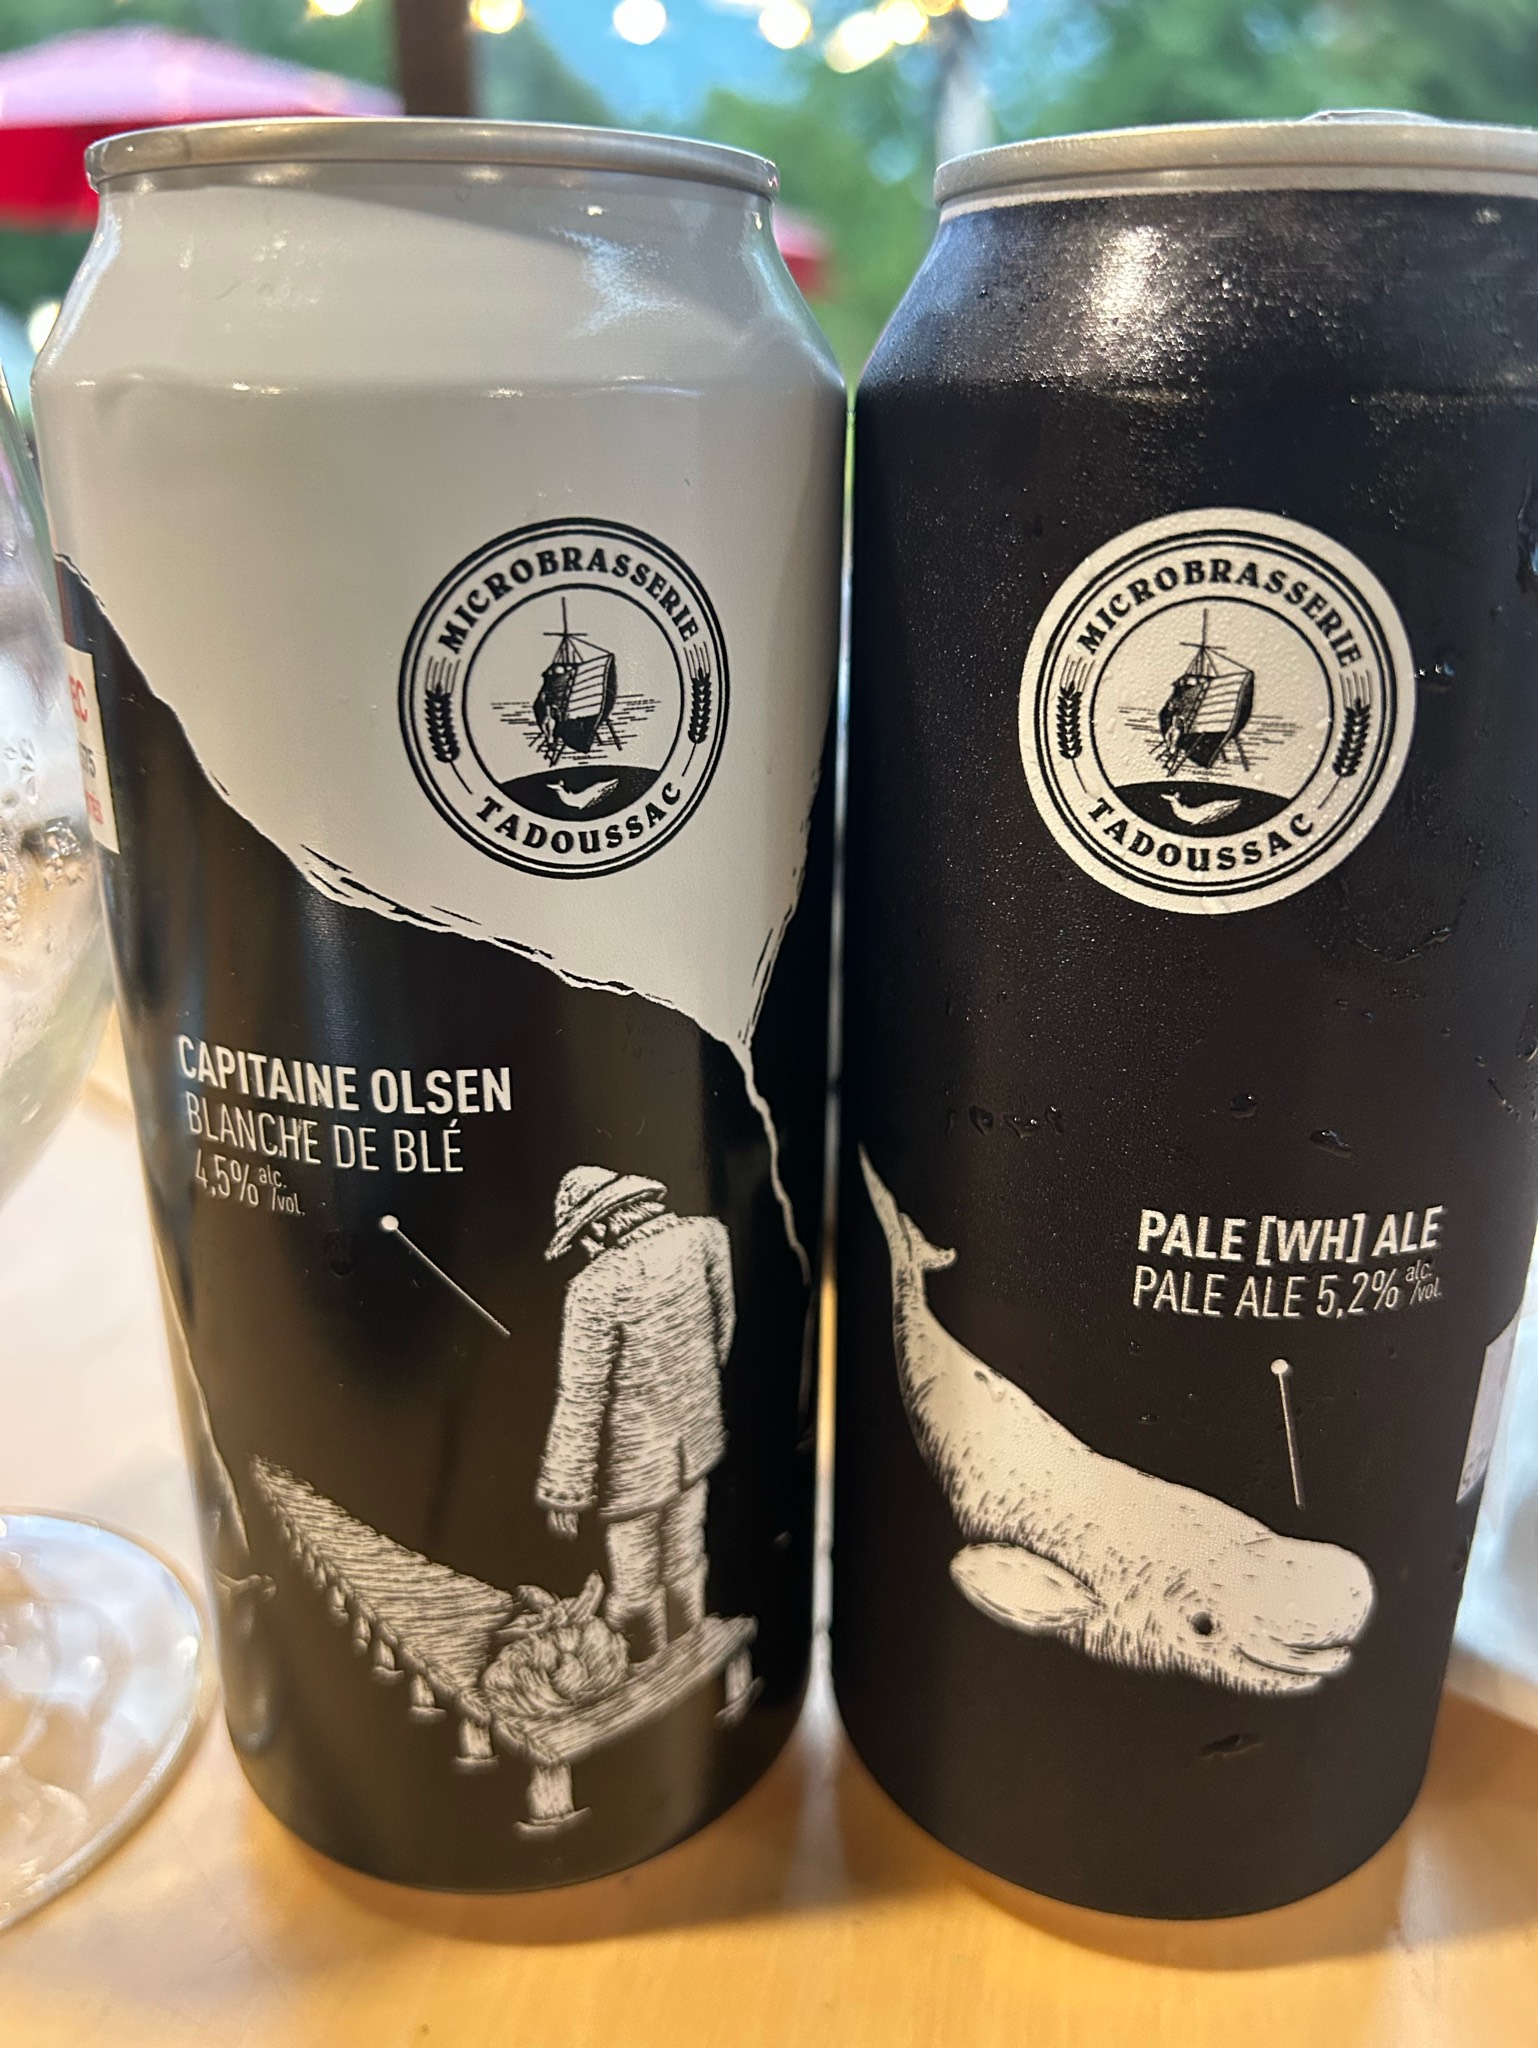 MICROBRASSERIE
TADOUSSAC
CAPITAINE OLSEN
BLANCHE DE BLÉ
4,5% alc./vol.
MICROBRASSERIE
TADOUSSAC
PALE [WH] ALE
PALE ALE 5,2% alc./vol.